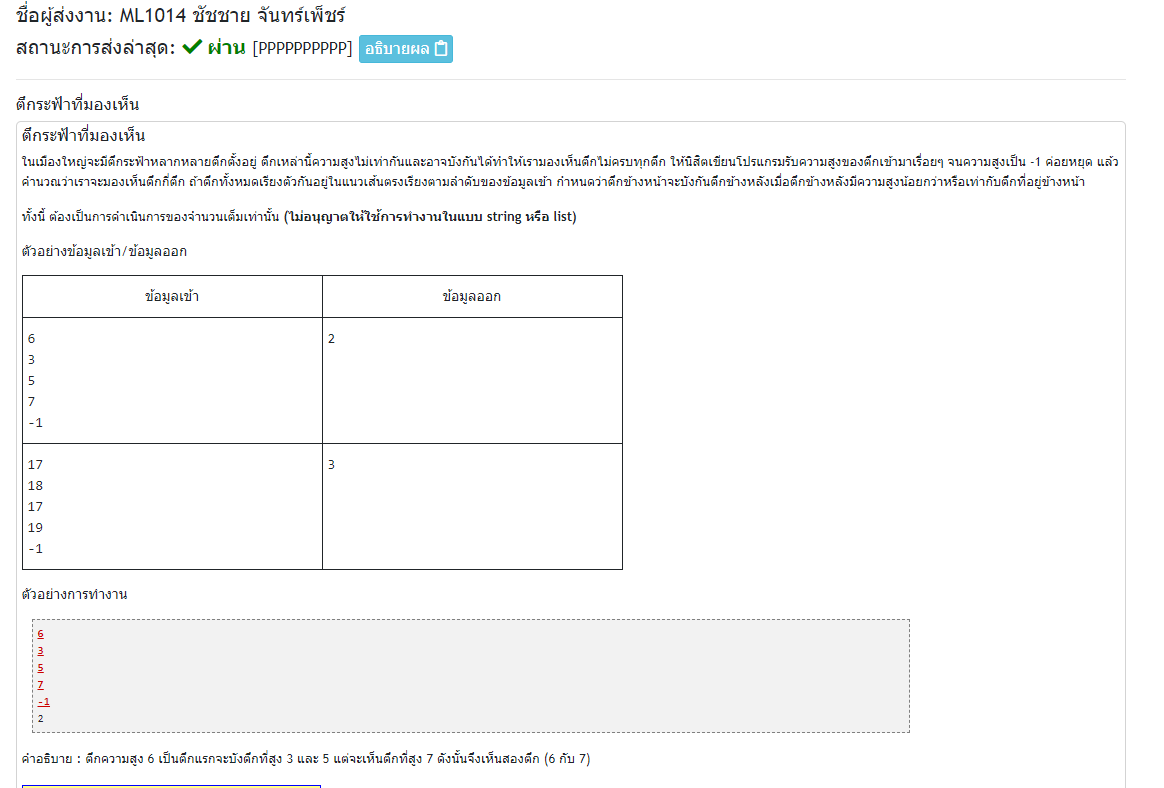 ชื่อผู้ส่งงาน: ML1014 ชัชชาย จันทร์เพ็ชร์
สถานะการส่งล่าสุด: ผ่าน [PPPPPPPPPP] อธิบายผล
ตึกระฟ้าที่มองเห็น
ตึกระฟ้าที่มองเห็น
ในเมืองใหญ่จะมีตึกระฟ้าหลากหลายตึกตั้งอยู่ ตึกเหล่านี้ความสูงไม่เท่ากันและอาจบังกันได้ทำให้เรามองเห็นตึกไม่ครบทุกตึก ให้นิสิตเขียนโปรแกรมรับความสูงของตึกเข้ามาเรื่อยๆ จนความสูงเป็น -1 ค่อยหยุด แล้ว
คำนวณว่าเราจะมองเห็นตึกกี่ตึก ถ้าตึกทั้งหมดเรียงตัวกันอยู่ในแนวเส้นตรงเรียงตามลำดับของข้อมูลเข้า กำหนดว่าตึกข้างหน้าจะบังตึกข้างหลังเมื่อตึกข้างหลังมีความสูงน้อยกว่าหรือเท่ากับตึกที่อยู่ข้างหน้า
ทั้งนี้ ต้องเป็นการดำเนินการของจำนวนเต็มเท่านั้น (ไม่อนุญาตให้ใช้การทำงานในแบบ string หรือ list)
ตัวอย่างข้อมูลเข้า/ข้อมูลออก
ข้อมูลเข้า ข้อมูลออก
6 2
3
5
7
-1
17 3
18
17
19
-1
ตัวอย่างการทำงาน
6
3
5
7
-1
2
คำอธิบาย : ตึกความสูง 6 เป็นตึกแรกจะบังตึกที่สูง 3 และ 5 แต่จะเห็นตึกที่สูง 7 ดังนั้นจึงเห็นสองตึก (6 กับ 7)